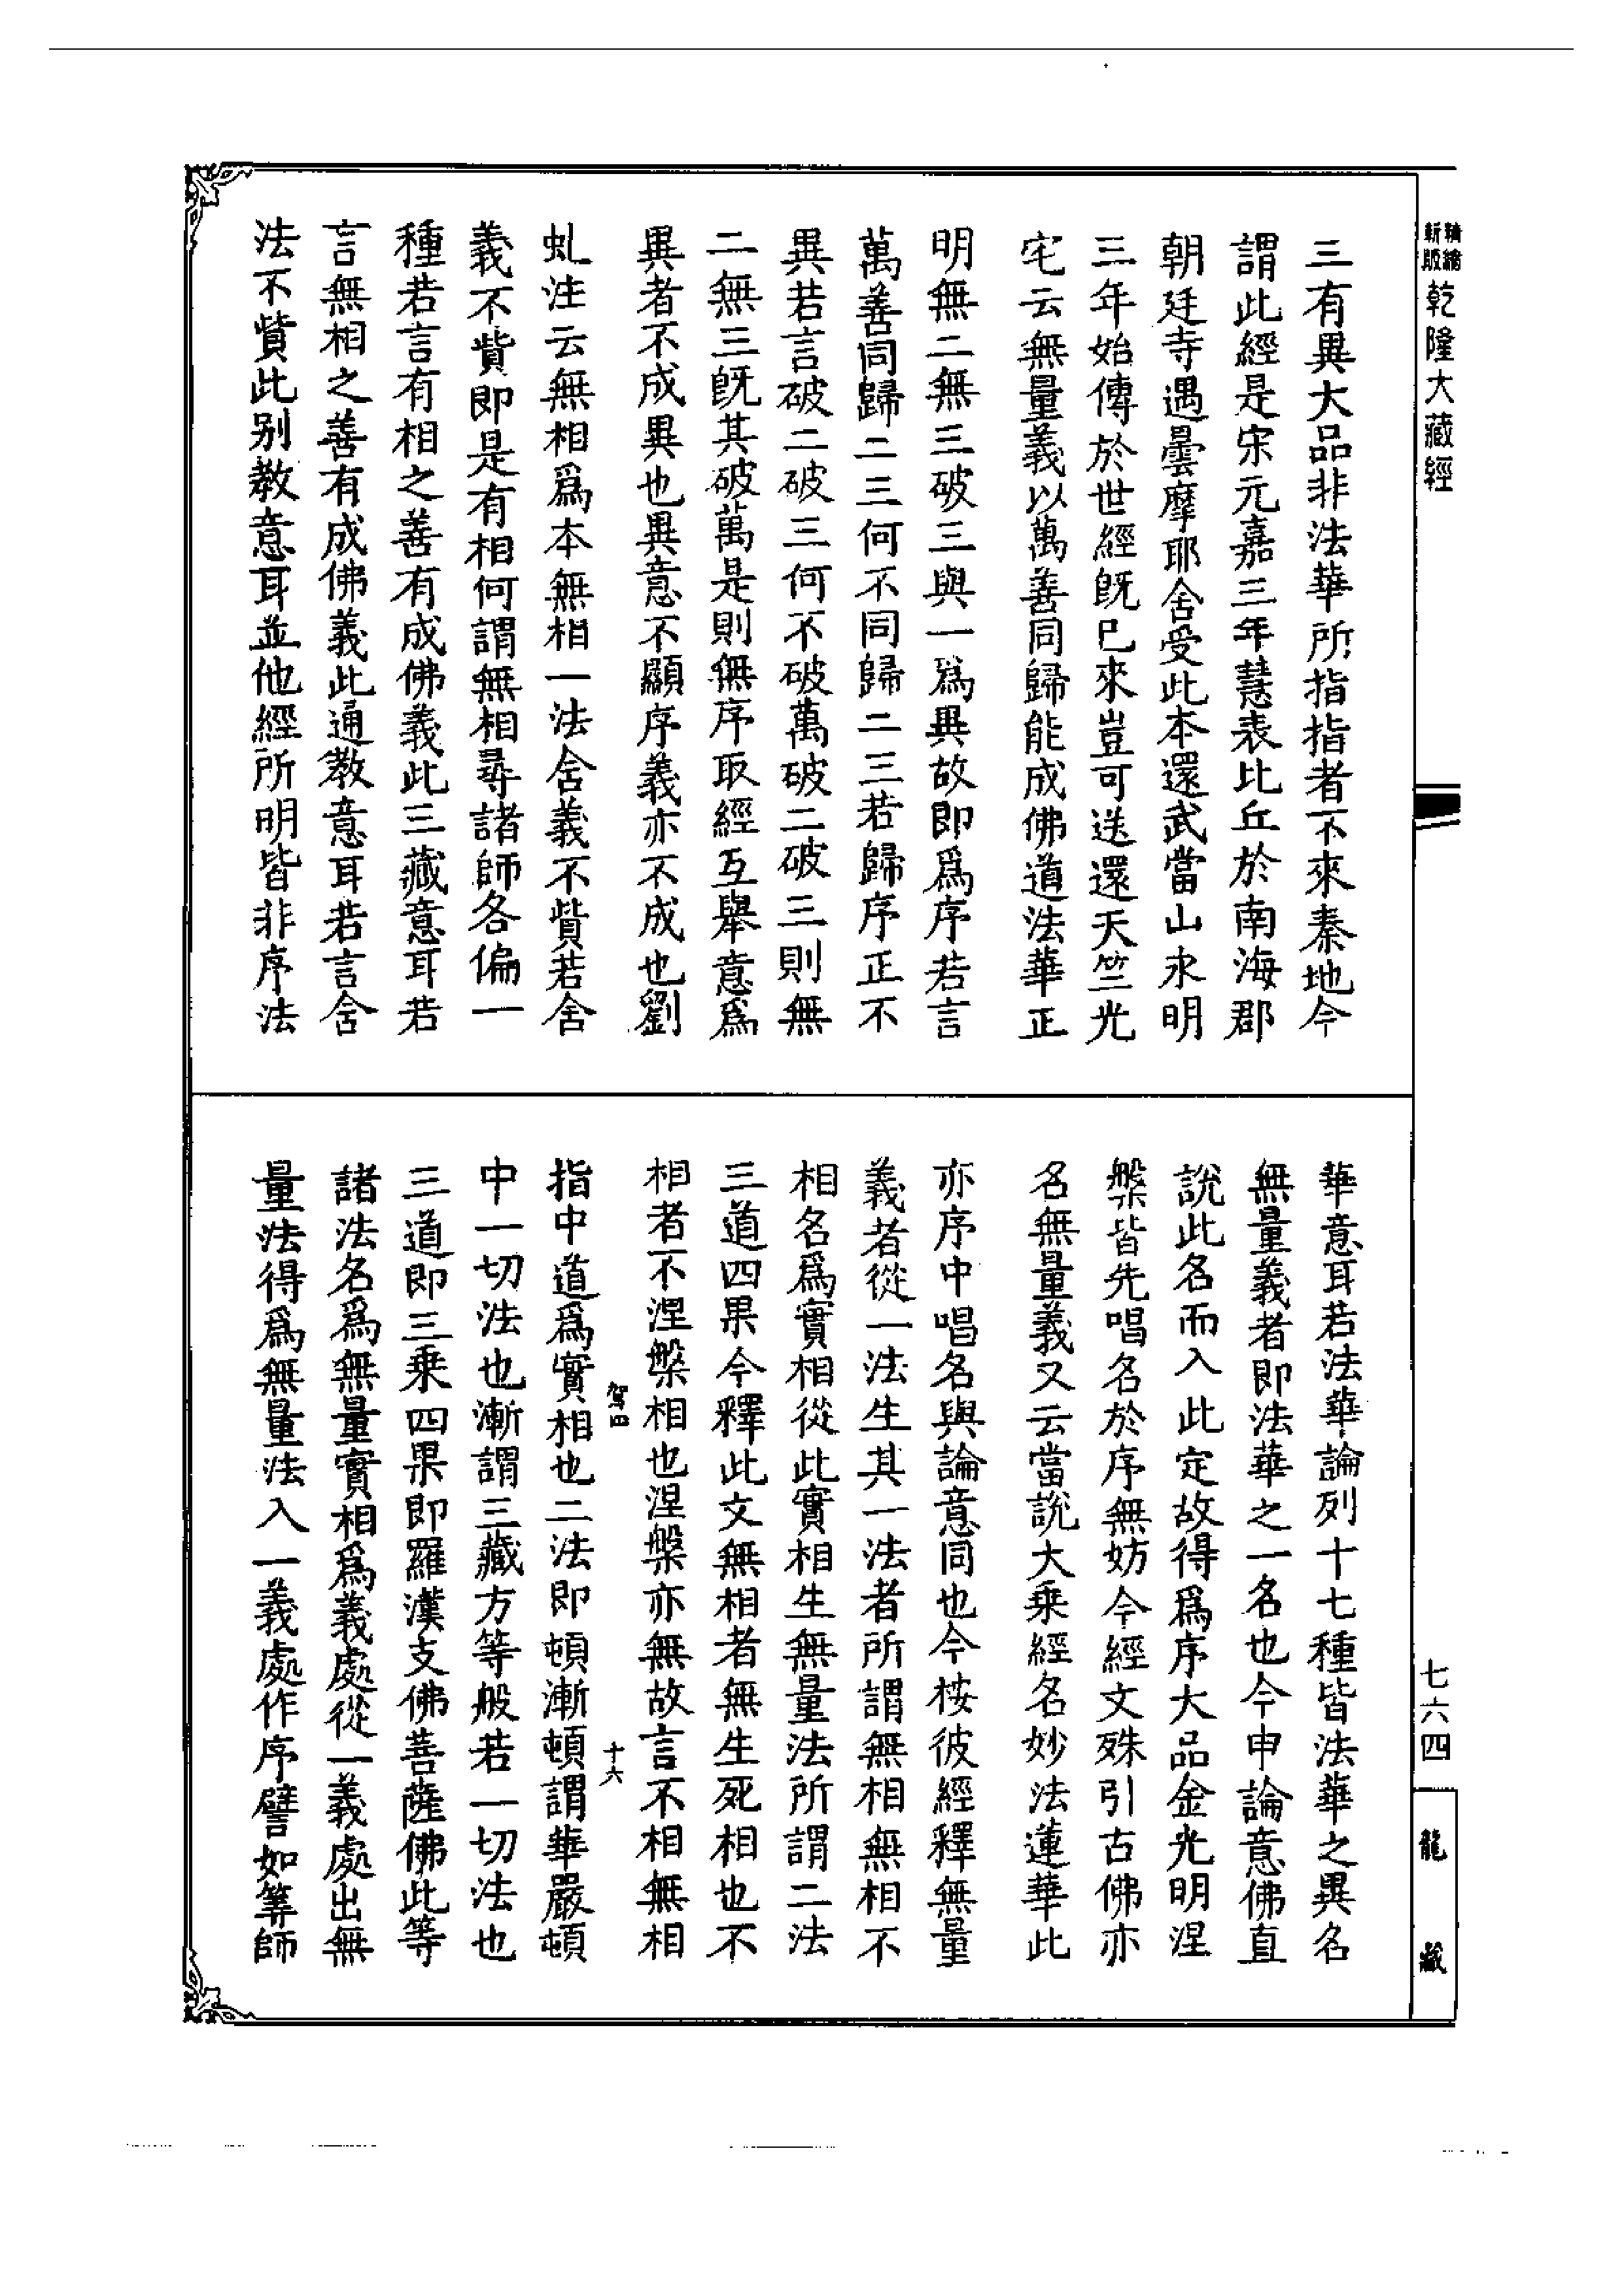 精縮新版乾隆大藏經
三有異大品非法華所指指者不來秦地今
謂此經是宋元嘉三年慧表比丘於南海郡
朝廷寺遇曇摩耶舍受此本還武當山永明
三年始傳於世經旣已來豈可送還天竺光
宅云無量義以萬善同歸能成佛道法華正
明無二無三破三與一爲異故即爲序若言
萬善同歸二三何不同歸二三若歸序正不
異若言破二破三何不破萬破二破三則無
二無三旣其破萬是則無序取經互舉意爲
異者不成異也異意不顯序義亦不成也劉
虬注云無相爲本無相一法舍義不貲若舍
義不貲即是有相何謂無相尋諸師各偏一
種若言有相之善有成佛義此三藏意耳若
言無相之善有成佛義此通教意耳若言舍
法不貲此别教意耳並他經所明皆非序法
華意耳若法華論列十七種皆法華之異名
無量義者即法華之一名也今申論意佛直
說此名而入此定故得爲序大品金光明涅
槃皆先唱名於序無妨今經文殊引古佛亦
名無量義又云當說大乗經名妙法蓮華此
亦序中唱名與論意同也今桉彼經釋無量
義者從一法生其一法者所謂無相無相不
相名爲實相從此實相生無量法所謂二法
三道四果今釋此文無相者無生死相也不
相者不涅槃相也涅槃亦無故言不相無相
駕四
十六
指中道爲實相也二法即頓漸頓謂華嚴頓
中一切法也漸謂三藏方等般若一切法也
三道即三乗四果即羅漢支佛菩薩佛此等
諸法名爲無量實相爲義處從一義處出無
量法得爲無量法入一義處作序譬如筭師
七六四
龍藏